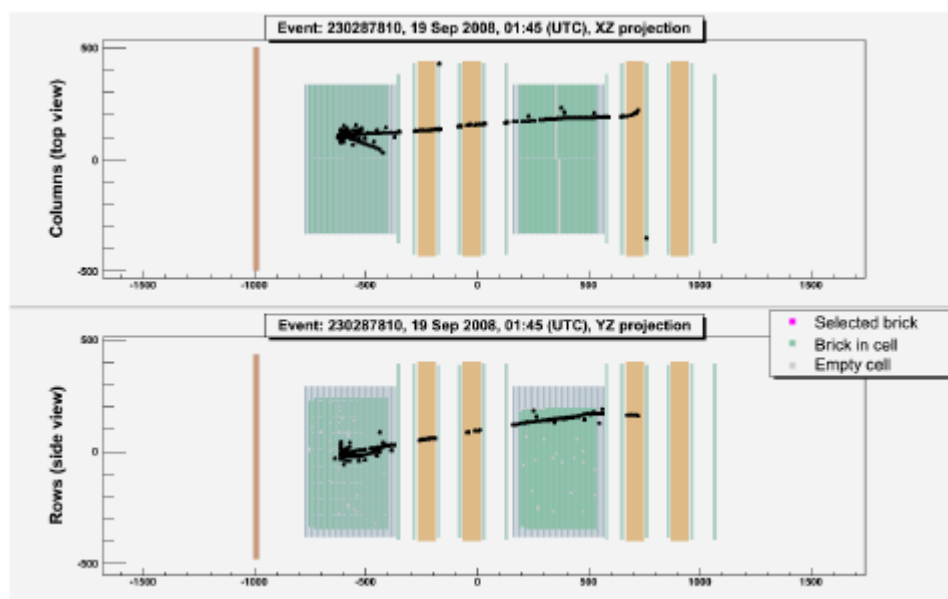 Event: 230287810, 19 Sep 2008, 01:45 (UTC), XZ projection
Columns (top view)
500
0
-500
-1500
-1000
-500
0
500
1000
1500
Event: 230287810, 19 Sep 2008, 01:45 (UTC), YZ projection
Rows (side view)
500
0
-500
Selected brick
Brick in cell
Empty cell
-1500
-1000
-500
0
500
1000
1500